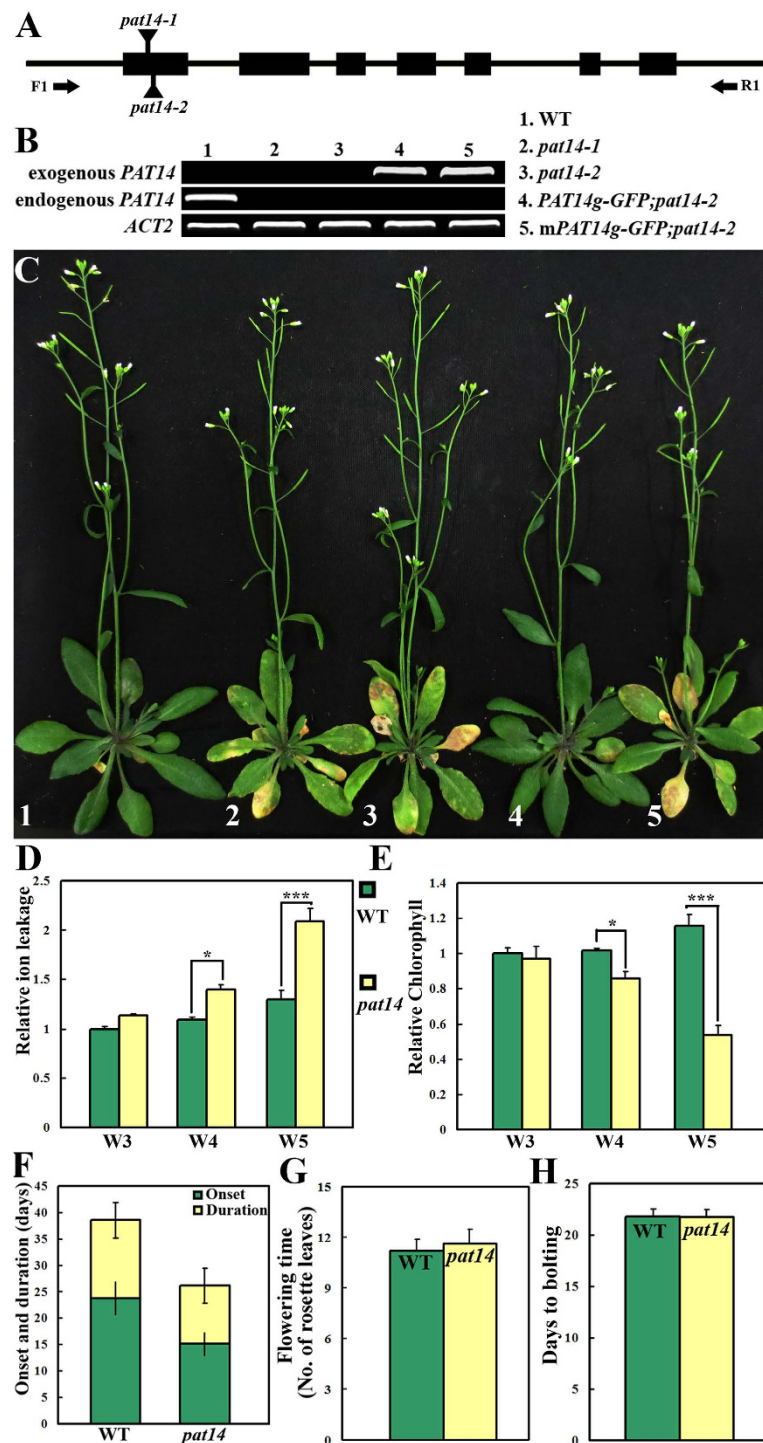 A
pat14-1
F1
R1
pat14-2
B
1 2 3 4 5
exogenous PAT14
endogenous PAT14
ACT2
1. WT
2. pat14-1
3. pat14-2
4. PAT14g-GFP;pat14-2
5. mPAT14g-GFP;pat14-2
C
1 2 3 4 5
D
Relative ion leakage
2.5
2
1.5
1
0.5
0
*
***
W3 W4 W5
WT
pat14
E
Relative Chlorophyll
1.4
1.2
1
0.8
0.6
0.4
0.2
0
*
***
W3 W4 W5
F
Onset and duration (days)
45
40
35
30
25
20
15
10
5
0
Onset
Duration
WT pat14
G
Flowering time
(No. of rosette leaves)
15
12
9
6
3
0
WT pat14
H
Days to bolting
25
20
15
10
5
0
WT pat14